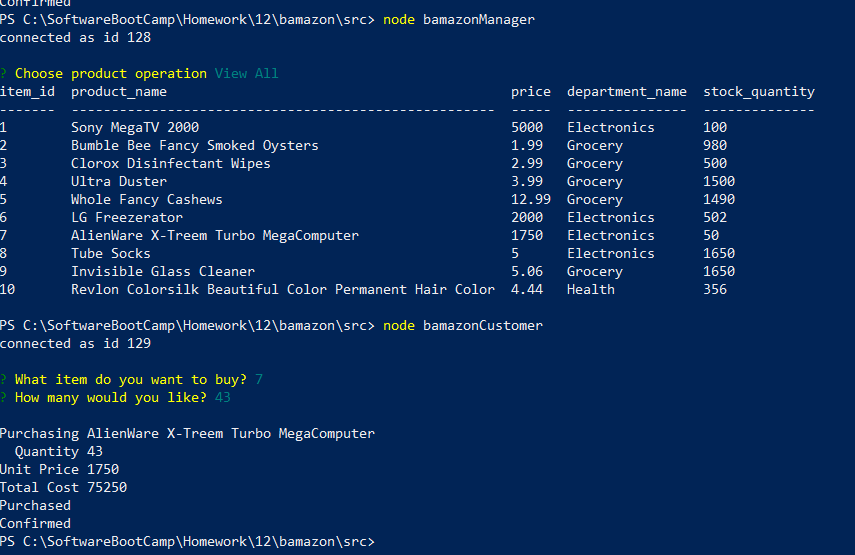 Confirmed
PS C:\SoftwareBootCamp\Homework\12\bamazon\src> node bamazonManager
connected as id 128
? Choose product operation View All
item_id  product_name                                           price  department_name  stock_quantity
-------  -----------------------------------------------------  -----  ---------------  --------------
1        Sony MegaTV 2000                                       5000   Electronics      100
2        Bumble Bee Fancy Smoked Oysters                        1.99   Grocery          980
3        Clorox Disinfectant Wipes                              2.99   Grocery          500
4        Ultra Duster                                           3.99   Grocery          1500
5        Whole Fancy Cashews                                    12.99  Grocery          1490
6        LG Freezerator                                         2000   Electronics      502
7        AlienWare X-Treem Turbo MegaComputer                   1750   Electronics      50
8        Tube Socks                                             5      Electronics      1650
9        Invisible Glass Cleaner                                5.06   Grocery          1650
10       Revlon Colorsilk Beautiful Color Permanent Hair Color  4.44   Health           356
PS C:\SoftwareBootCamp\Homework\12\bamazon\src> node bamazonCustomer
connected as id 129
? What item do you want to buy? 7
? How many would you like? 43
Purchasing AlienWare X-Treem Turbo MegaComputer
  Quantity 43
Unit Price 1750
Total Cost 75250
Purchased
Confirmed
PS C:\SoftwareBootCamp\Homework\12\bamazon\src>